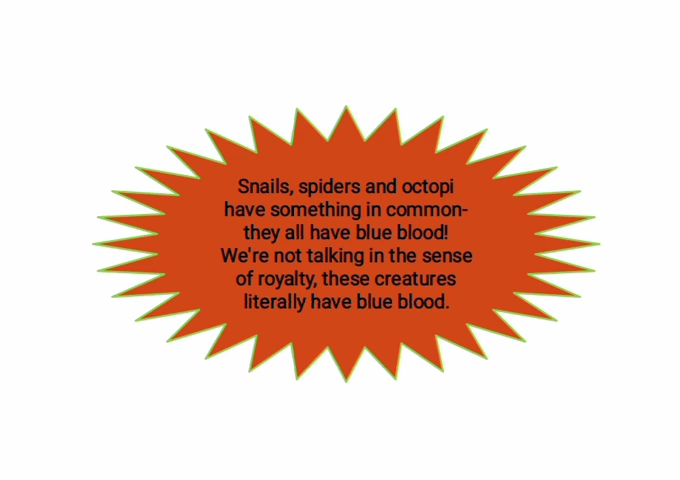 Snails, spiders and octopi
have something in common-
they all have blue blood!
We're not talking in the sense
of royalty, these creatures
literally have blue blood.